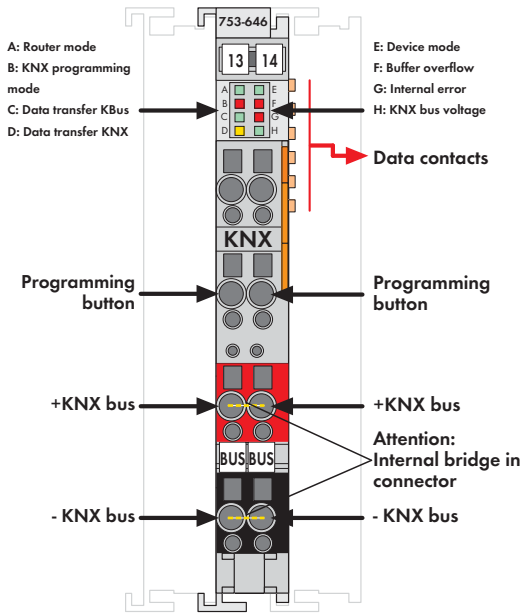 753-646
13 14
A: Router mode
B: KNX programming
mode
C: Data transfer KBus
D: Data transfer KNX
A E
B F
C G
D H
E: Device mode
F: Buffer overflow
G: Internal error
H: KNX bus voltage
Data contacts
KNX
Programming
button
Programming
button
+KNX bus
+KNX bus
Attention:
Internal bridge in
connector
BUS BUS
- KNX bus
- KNX bus